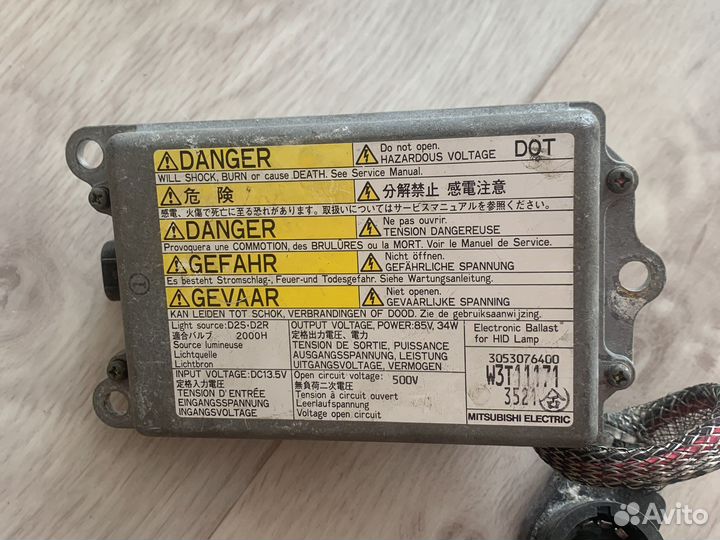 DANGER
Do not open.
HAZARDOUS VOLTAGE
DOT
WILL SHOCK, BURN or cause DEATH. See Service Manual.
危険
分解禁止 感電注意
感電、火傷で死亡に至る恐れがあります。取扱いについてはサービスマニュアルを参照ください。
DANGER
Ne pas ouvrir.
TENSION DANGEREUSE
Provoquera une COMMOTION, des BRULÛRES ou la MORT. Voir le Manuel de Service.
GEFAHR
Nicht öffnen.
GEFÄHRLICHE SPANNUNG
Es besteht Stromschlag-, Feuer-und Todesgefahr. Siehe Wartungsanleitung.
GEVAAR
Niet openen.
GEVAARLIJKE SPANNING
KAN LEIDEN TOT SCHOK, VERBRANDINGEN OF DOOD. Zie de gebruiksaanwijzing.
Light source:D2S・D2R
適合バルブ 2000H
Source lumineuse
Lichtquelle
Lichtbron
INPUT VOLTAGE:DC13.5V
定格入力電圧
TENSION D'ENTRÉE
EINGANGSSPANNUNG
INGANGSVOLTAGE
OUTPUT VOLTAGE, POWER:85V, 34W
定格出力電圧、電力
TENSION DE SORTIE, PUISSANCE
AUSGANGSSPANNUNG, LEISTUNG
UITGANGSVOLTAGE, VERMOGEN
Open circuit voltage: 500V
無負荷二次電圧
Tension à circuit ouvert
Leerlaufspannung
Voltage open circuit
Electronic Ballast
for HID Lamp
3053076400
W3T11171
3521
MITSUBISHI ELECTRIC
Avito